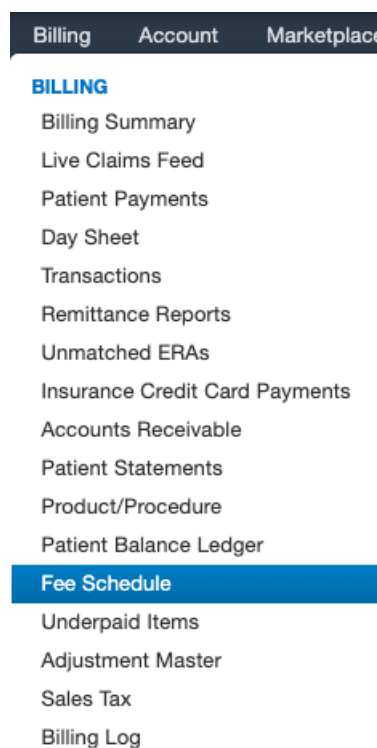 Billing Account Marketplace
BILLING
Billing Summary
Live Claims Feed
Patient Payments
Day Sheet
Transactions
Remittance Reports
Unmatched ERAs
Insurance Credit Card Payments
Accounts Receivable
Patient Statements
Product/Procedure
Patient Balance Ledger
Fee Schedule
Underpaid Items
Adjustment Master
Sales Tax
Billing Log